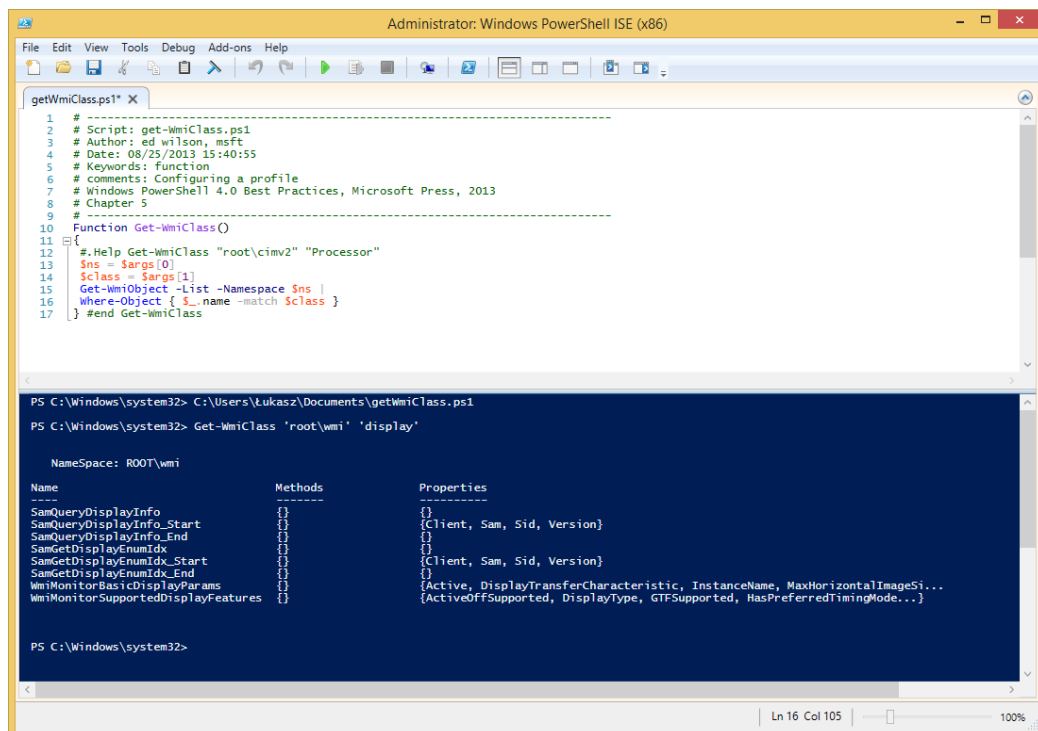 Administrator: Windows PowerShell ISE (x86)
File Edit View Tools Debug Add-ons Help
getWmiClass.ps1* X
1 # -----------------------------------------------------------------------------
2 # Script: get-WmiClass.ps1
3 # Author: ed wilson, msft
4 # Date: 08/25/2013 15:40:55
5 # Keywords: function
6 # comments: Configuring a profile
7 # Windows PowerShell 4.0 Best Practices, Microsoft Press, 2013
8 # Chapter 5
9 # -----------------------------------------------------------------------------
10 Function Get-WmiClass()
11 {
12 #.Help Get-WmiClass "root\cimv2" "Processor"
13 $ns = $args[0]
14 $class = $args[1]
15 Get-WmiObject -List -Namespace $ns |
16 Where-Object { $_.name -match $class }
17 } #end Get-WmiClass
PS C:\Windows\system32> C:\Users\Łukasz\Documents\getWmiClass.ps1
PS C:\Windows\system32> Get-WmiClass 'root\wmi' 'display'
NameSpace: ROOT\wmi
Name Methods Properties
---- ------- ----------
SamQueryDisplayInfo {} {}
SamQueryDisplayInfo_Start {} {Client, Sam, Sid, Version}
SamQueryDisplayInfo_End {} {}
SamGetDisplayEnumIdx {} {}
SamGetDisplayEnumIdx_Start {} {Client, Sam, Sid, Version}
SamGetDisplayEnumIdx_End {} {}
WmiMonitorBasicDisplayParams {} {Active, DisplayTransferCharacteristic, InstanceName, MaxHorizontalImageSi...
WmiMonitorSupportedDisplayFeatures {} {ActiveOffSupported, DisplayType, GTFSupported, HasPreferredTimingMode...}
PS C:\Windows\system32>
Ln 16 Col 105 100%